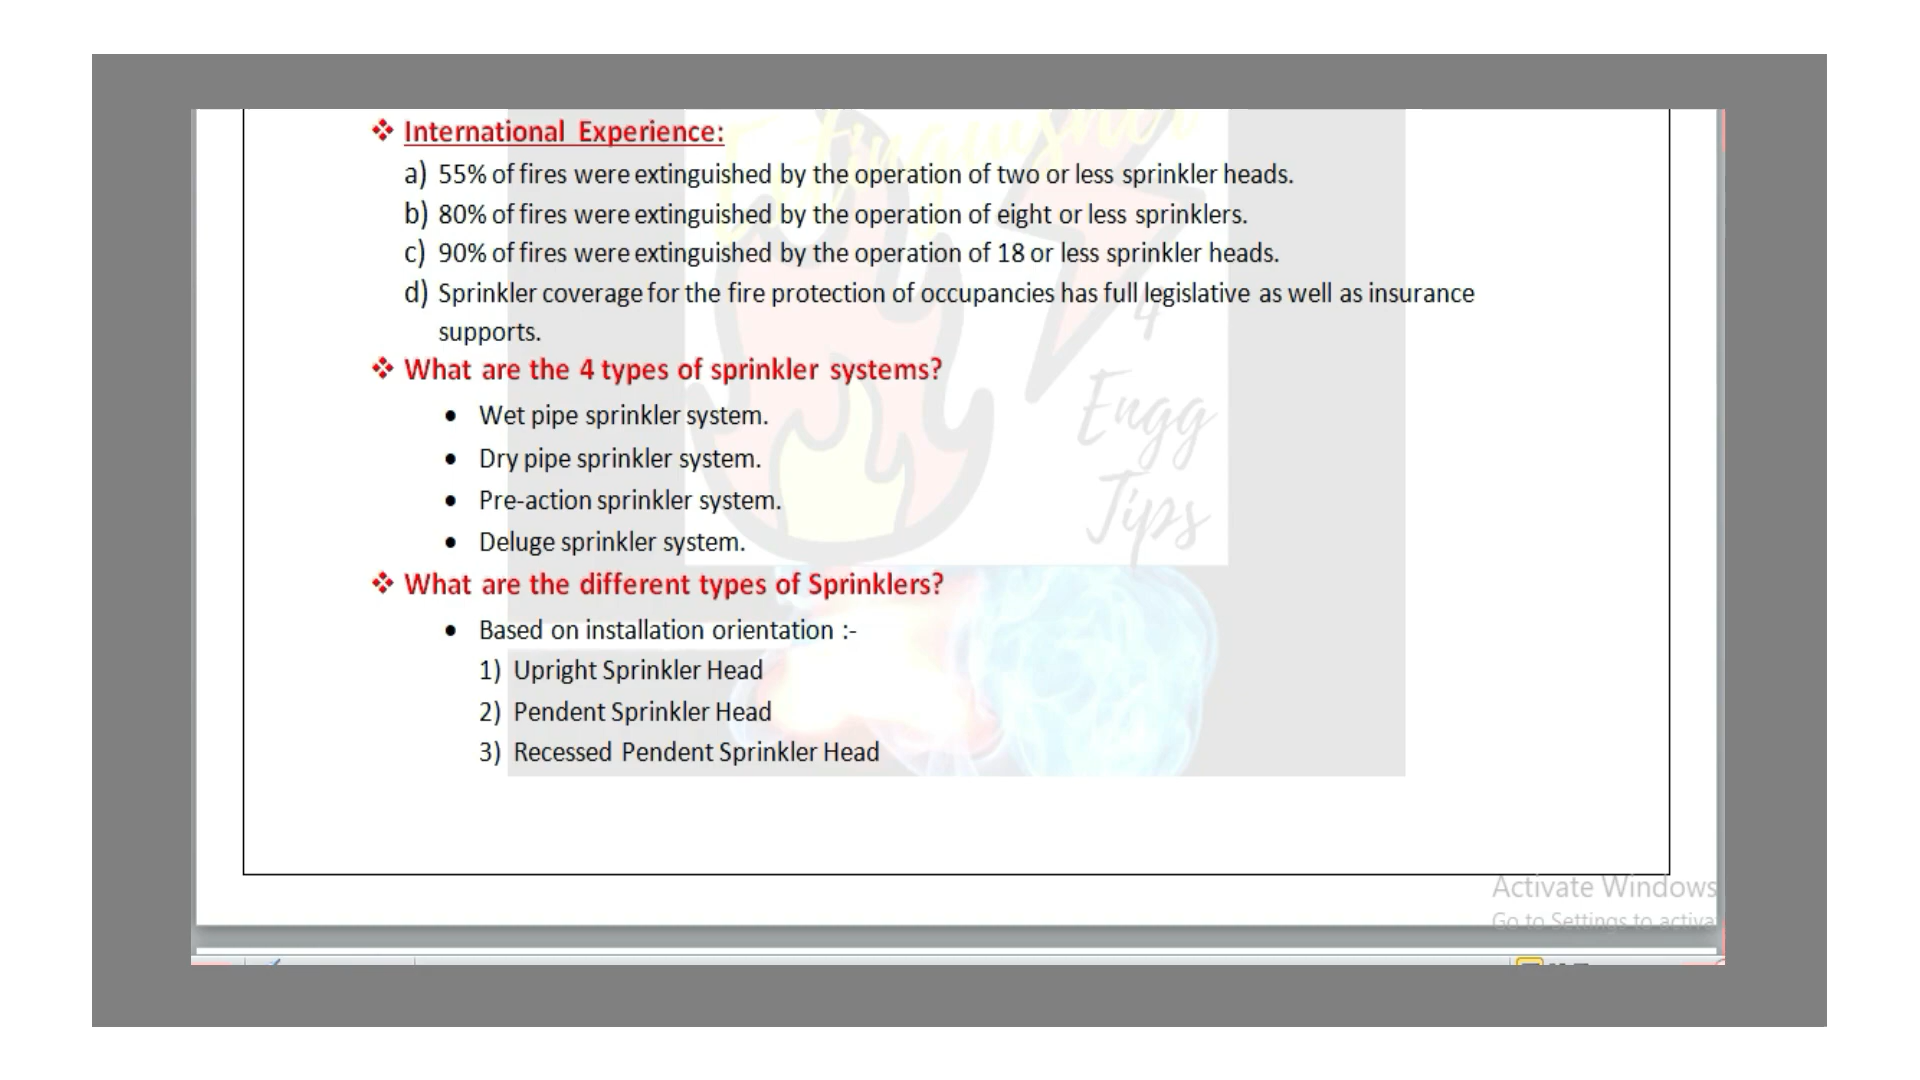 Extinguisher
❖ International Experience:
a) 55% of fires were extinguished by the operation of two or less sprinkler heads.
b) 80% of fires were extinguished by the operation of eight or less sprinklers.
c) 90% of fires were extinguished by the operation of 18 or less sprinkler heads.
d) Sprinkler coverage for the fire protection of occupancies has full legislative as well as insurance
supports.
4
❖ What are the 4 types of sprinkler systems?
Engg
• Wet pipe sprinkler system.
• Dry pipe sprinkler system.
• Pre-action sprinkler system.
Tips
• Deluge sprinkler system.
❖ What are the different types of Sprinklers?
• Based on installation orientation :-
1) Upright Sprinkler Head
2) Pendent Sprinkler Head
3) Recessed Pendent Sprinkler Head
Activate Windows
Go to Settings to activa